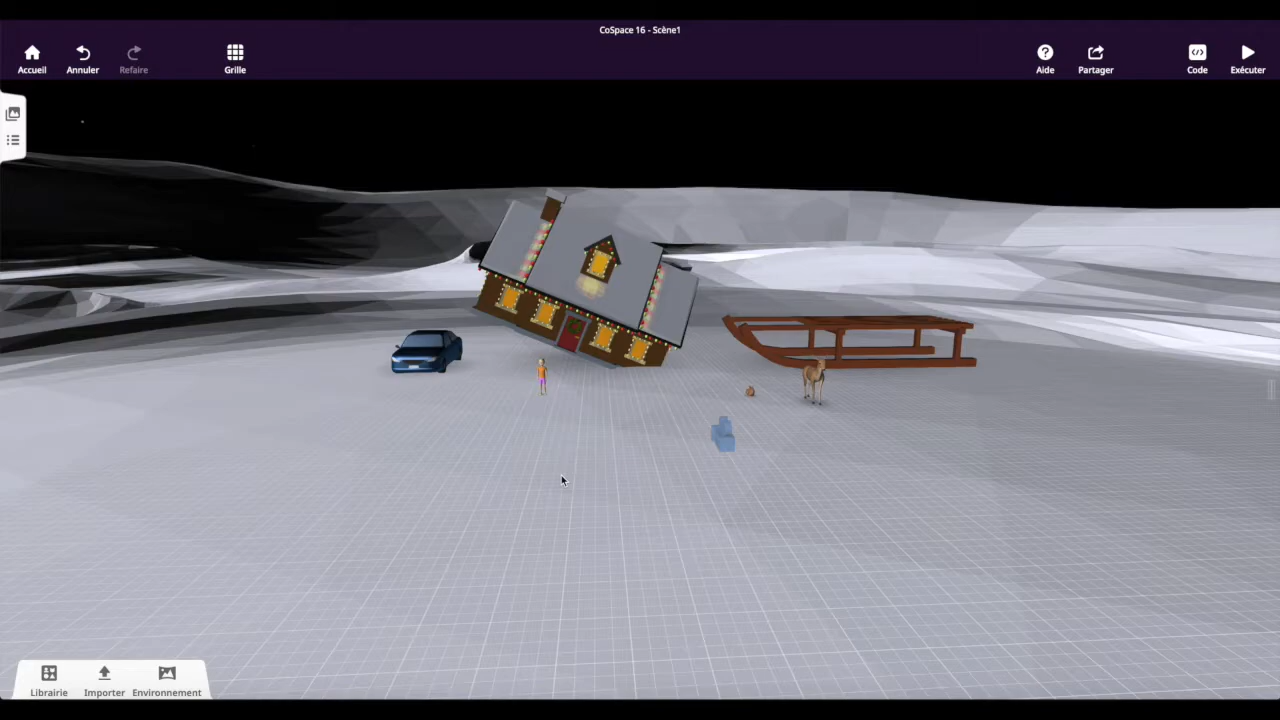 CoSpace 16 - Scène1
Accueil
Annuler
Refaire
Grille
Aide
Partager
Code
Exécuter
Librairie
Importer
Environnement